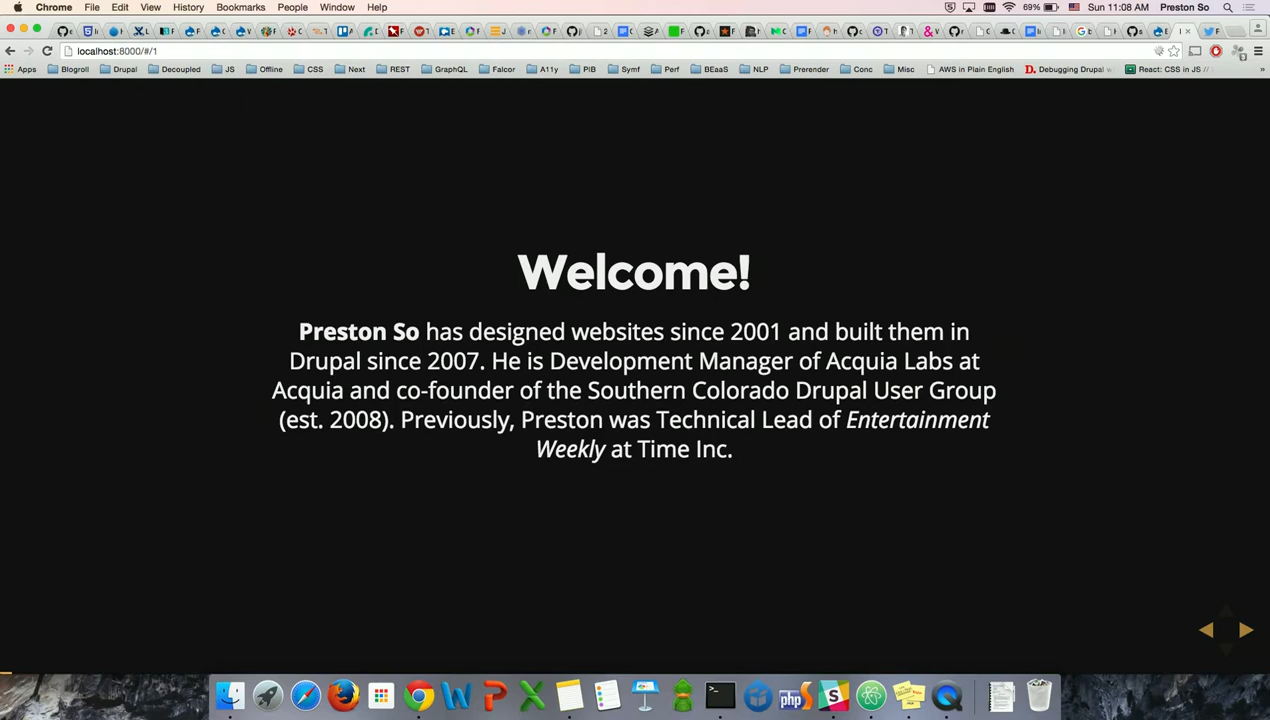 Chrome File Edit View History Bookmarks People Window Help 69% Sun 11:08 AM Preston So
localhost:8000/#/1
Apps Blogroll Drupal Decoupled JS Offline CSS Next REST GraphQL Falcor A11y PIB Symf Perf BEaaS NLP Prerender Conc Misc AWS in Plain English Debugging Drupal React: CSS in JS // »
Welcome!
Preston So has designed websites since 2001 and built them in
Drupal since 2007. He is Development Manager of Acquia Labs at
Acquia and co-founder of the Southern Colorado Drupal User Group
(est. 2008). Previously, Preston was Technical Lead of Entertainment
Weekly at Time Inc.
php